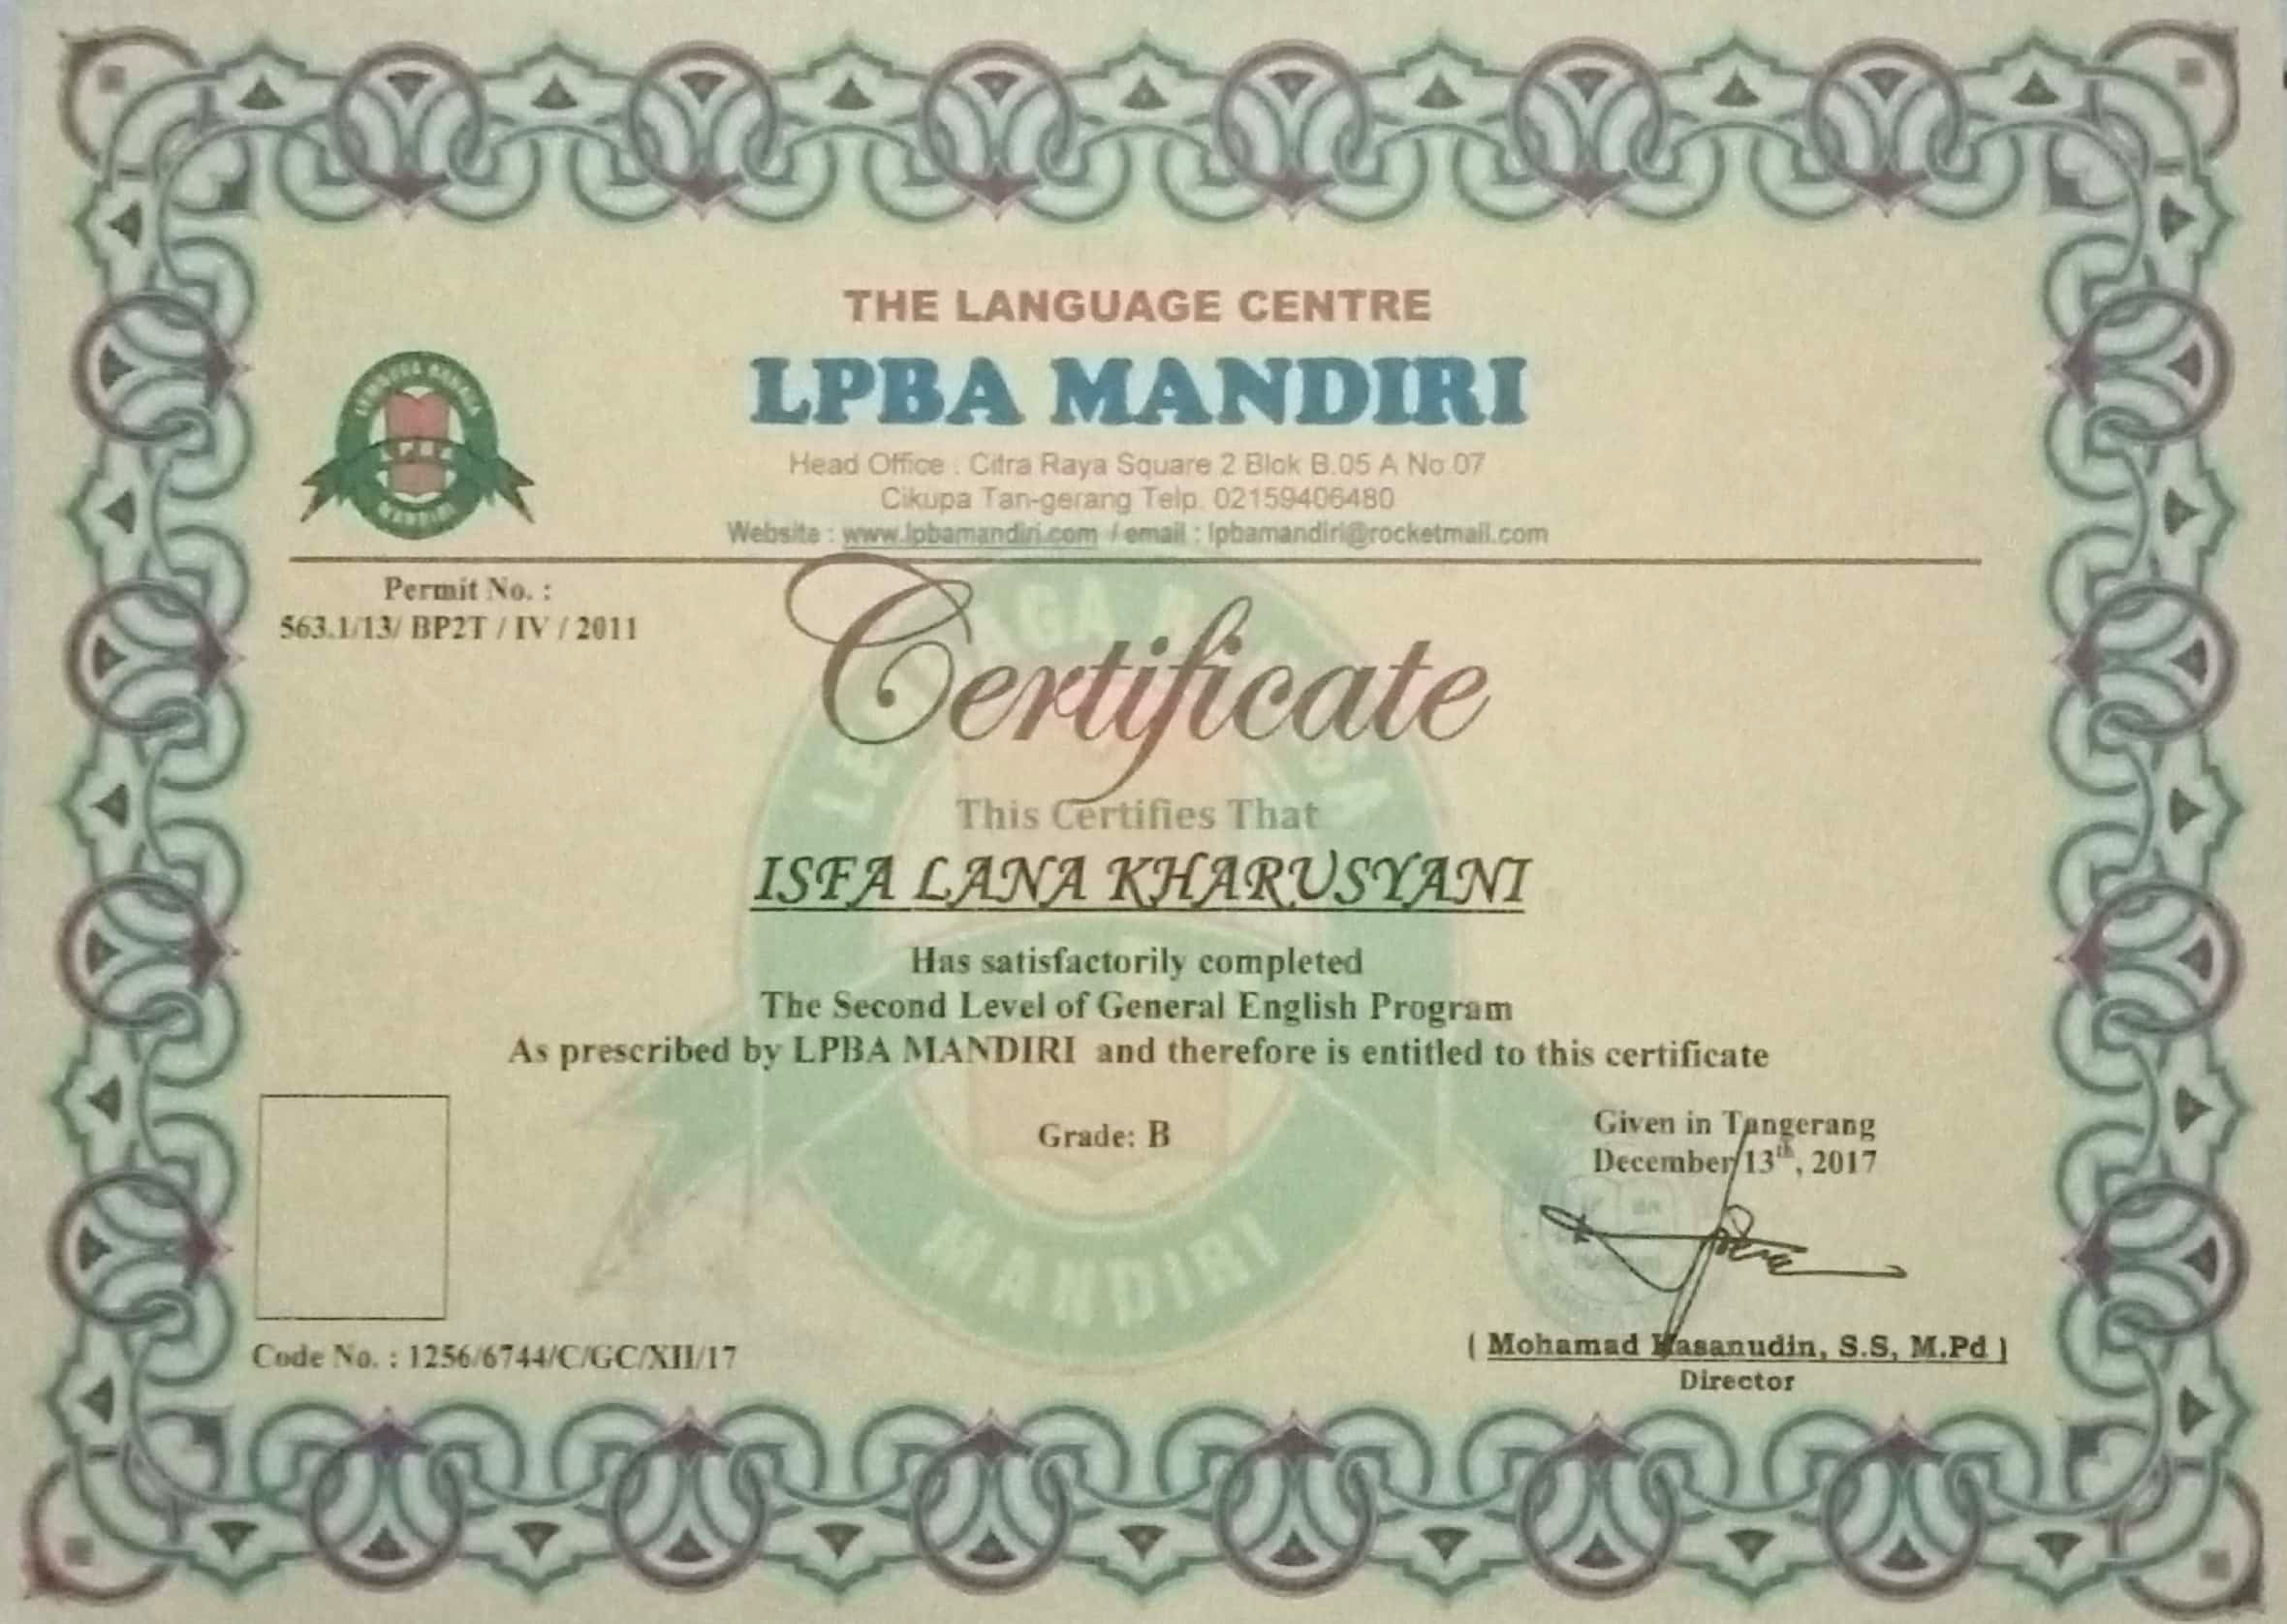 THE LANGUAGE CENTRE
LPBA MANDIRI
Head Office : Citra Raya Square 2 Blok B.05 A No 07
Cikupa Tan-gerang Telp. 02159406480
Website : www.lpbamandiri.com / email : lpbamandiri@rocketmail.com
Permit No. :
563.1/13/ BP2T / IV / 2011
Certificate
This Certifies That
ISFA LANA KHARUSYANI
Has satisfactorily completed
The Second Level of General English Program
As prescribed by LPBA MANDIRI and therefore is entitled to this certificate
Grade: B
Given in Tangerang
December 13th, 2017
MANDIRI
Code No. : 1256/6744/C/GC/XII/17
( Mohamad Hasanudin, S.S, M.Pd )
Director